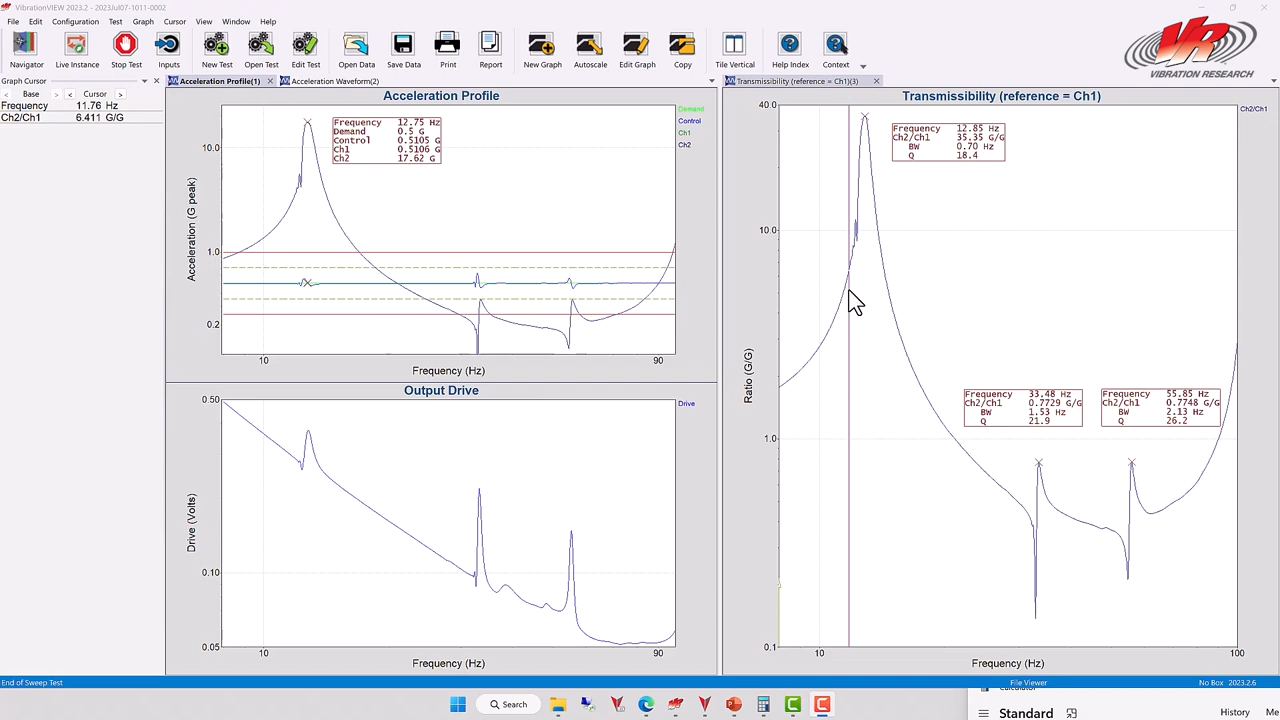 VibrationVIEW 2023.2 - 2023Jul07-1011-0002
File Edit Configuration Test Graph Cursor View Window Help
Navigator Live Instance Stop Test Inputs New Test Open Test Edit Test Open Data Save Data Print Report New Graph Autoscale Edit Graph Copy Tile Vertical Help Index Context
VR
VIBRATION RESEARCH
Graph Cursor
Acceleration Profile(1) Acceleration Waveform(2)
Transmissibility (reference = Ch1)(3)
< Base > < Cursor >
Frequency 11.76 Hz
Ch2/Ch1 6.411 G/G
Acceleration Profile
Demand
Control
Ch1
Ch2
Frequency 12.75 Hz
Demand 0.5 G
Control 0.5105 G
Ch1 0.5106 G
Ch2 17.62 G
Acceleration (G peak)
10.0
1.0
0.2
10 90
Frequency (Hz)
Output Drive
Drive
Drive (Volts)
0.50
0.10
0.05
10 90
Frequency (Hz)
Transmissibility (reference = Ch1)
Ch2/Ch1
Frequency 12.85 Hz
Ch2/Ch1 35.35 G/G
BW 0.70 Hz
Q 18.4
Frequency 33.48 Hz
Ch2/Ch1 0.7729 G/G
BW 1.53 Hz
Q 21.9
Frequency 55.85 Hz
Ch2/Ch1 0.7748 G/G
BW 2.13 Hz
Q 26.2
Ratio (G/G)
40.0
10.0
1.0
0.1
10 100
Frequency (Hz)
End of Sweep Test File Viewer No Box 2023.2.6
Search
Calculator
Standard History Me